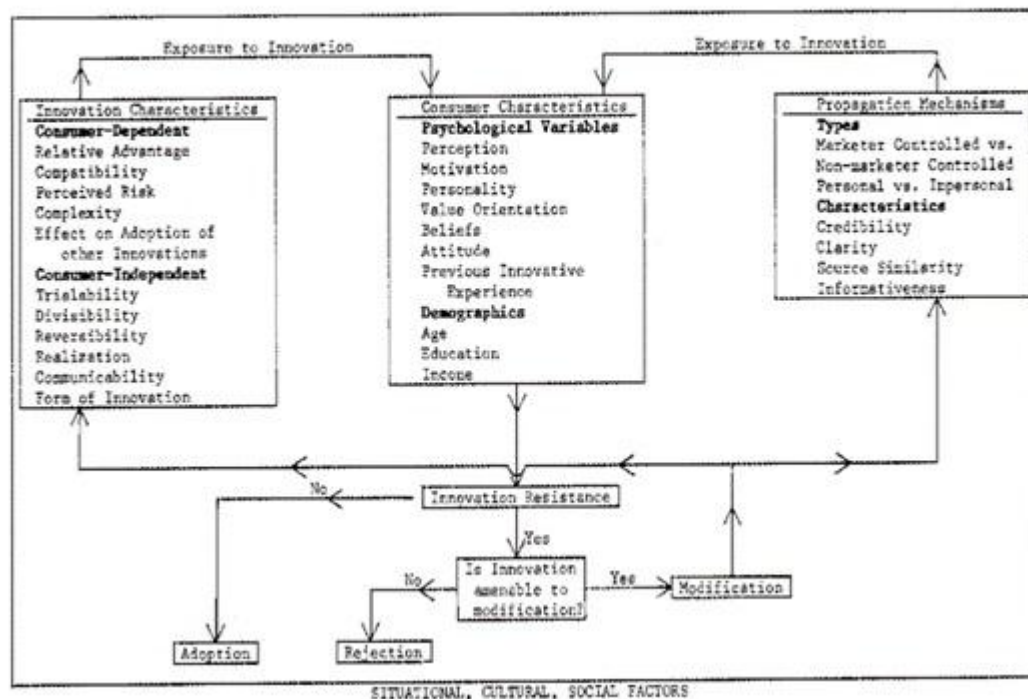 Exposure to Innovation
Exposure to Innovation
Innovation Characteristics
Consumer-Dependent
Relative Advantage
Compatibility
Perceived Risk
Complexity
Effect on Adoption of
other Innovations
Consumer-Independent
Trialability
Divisibility
Reversibility
Realization
Communicability
Form of Innovation
Consumer Characteristics
Psychological Variables
Perception
Motivation
Personality
Value Orientation
Beliefs
Attitude
Previous Innovative
Experience
Demographics
Age
Education
Income
Propagation Mechanisms
Types
Marketer Controlled vs.
Non-marketer Controlled
Personal vs. Impersonal
Characteristics
Credibility
Clarity
Source Similarity
Informativeness
No
Innovation Resistance
Yes
No
Is Innovation
amenable to
modification?
Yes
Modification
Adoption
Rejection
SITUATIONAL, CULTURAL, SOCIAL FACTORS